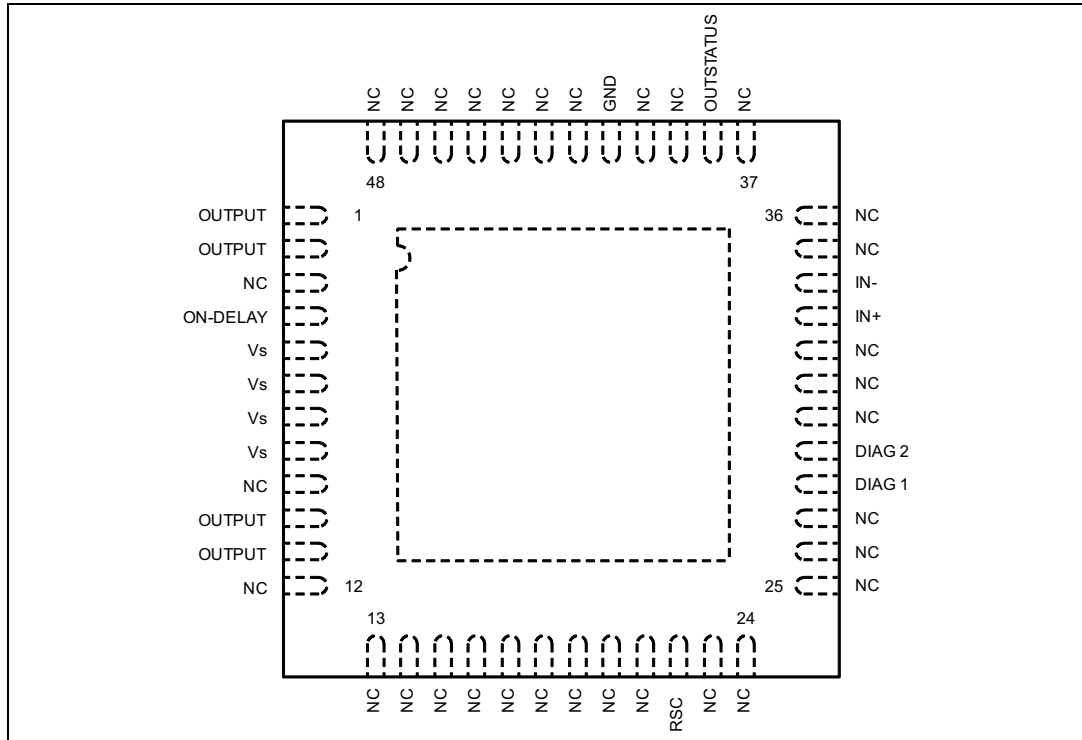 NC NC NC NC NC NC NC GND NC NC OUTSTATUS NC
48 37
OUTPUT 1 36 NC
OUTPUT NC
NC IN-
ON-DELAY IN+
Vs NC
Vs NC
Vs NC
Vs DIAG 2
NC DIAG 1
OUTPUT NC
OUTPUT NC
NC 12 25 NC
13 24
NC NC NC NC NC NC NC NC NC RSC NC NC